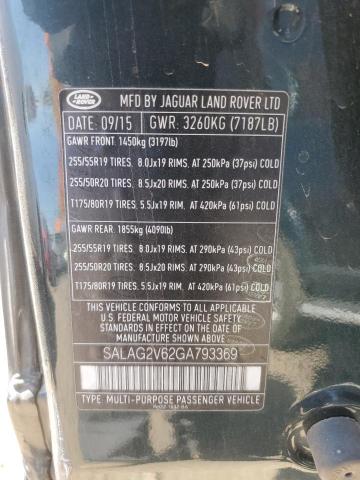 LAND
ROVER
MFD BY JAGUAR LAND ROVER LTD
DATE: 09/15 GWR: 3260KG (7187LB)
GAWR FRONT: 1450kg (3197lb)
255/55R19 TIRES. 8.0Jx19 RIMS. AT 250kPa (37psi) COLD
255/50R20 TIRES. 8.5Jx20 RIMS. AT 250kPa (37psi) COLD
T175/80R19 TIRES. 5.5Jx19 RIM. AT 420kPa (61psi) COLD
GAWR REAR: 1855kg (4090lb)
255/55R19 TIRES. 8.0Jx19 RIMS. AT 290kPa (43psi) COLD
255/50R20 TIRES. 8.5Jx20 RIMS. AT 290kPa (43psi) COLD
T175/80R19 TIRES. 5.5Jx19 RIM. AT 420kPa (61psi) COLD
THIS VEHICLE CONFORMS TO ALL APPLICABLE
U.S. FEDERAL MOTOR VEHICLE SAFETY STANDARDS
IN EFFECT ON THE DATE OF
MANUFACTURE SHOWN ABOVE.
SALAG2V62GA793369
TYPE: MULTI-PURPOSE PASSENGER VEHICLE